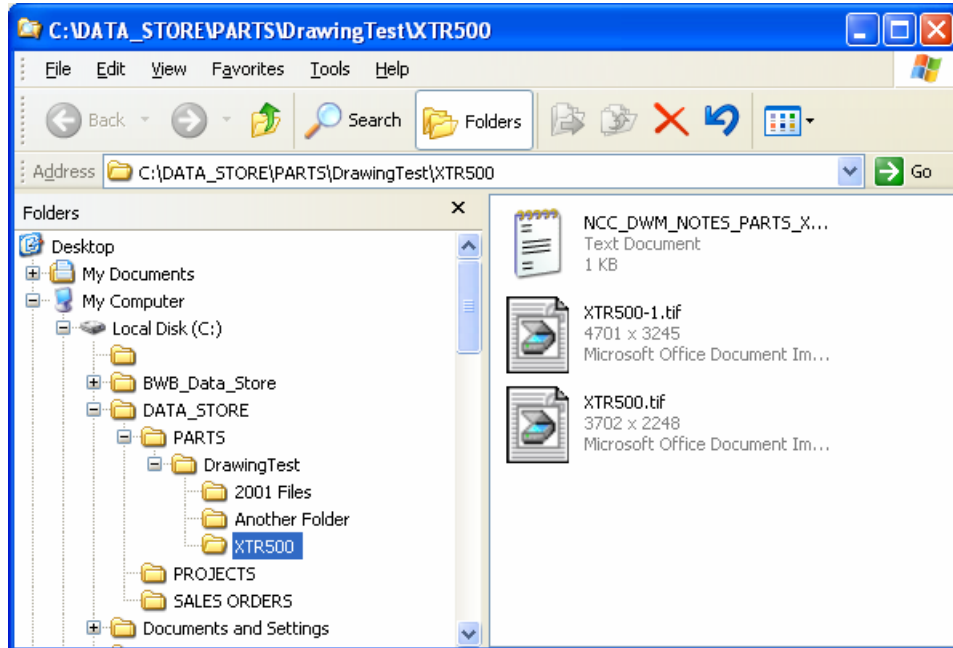 C:\DATA_STORE\PARTS\DrawingTest\XTR500
File Edit View Favorites Tools Help
Back Search Folders
Address C:\DATA_STORE\PARTS\DrawingTest\XTR500 Go
Folders
Desktop
My Documents
My Computer
Local Disk (C:)
BWB_Data_Store
DATA_STORE
PARTS
DrawingTest
2001 Files
Another Folder
XTR500
PROJECTS
SALES ORDERS
Documents and Settings
NCC_DWM_NOTES_PARTS_X...
Text Document
1 KB
XTR500-1.tif
4701 x 3245
Microsoft Office Document Im...
XTR500.tif
3702 x 2248
Microsoft Office Document Im...